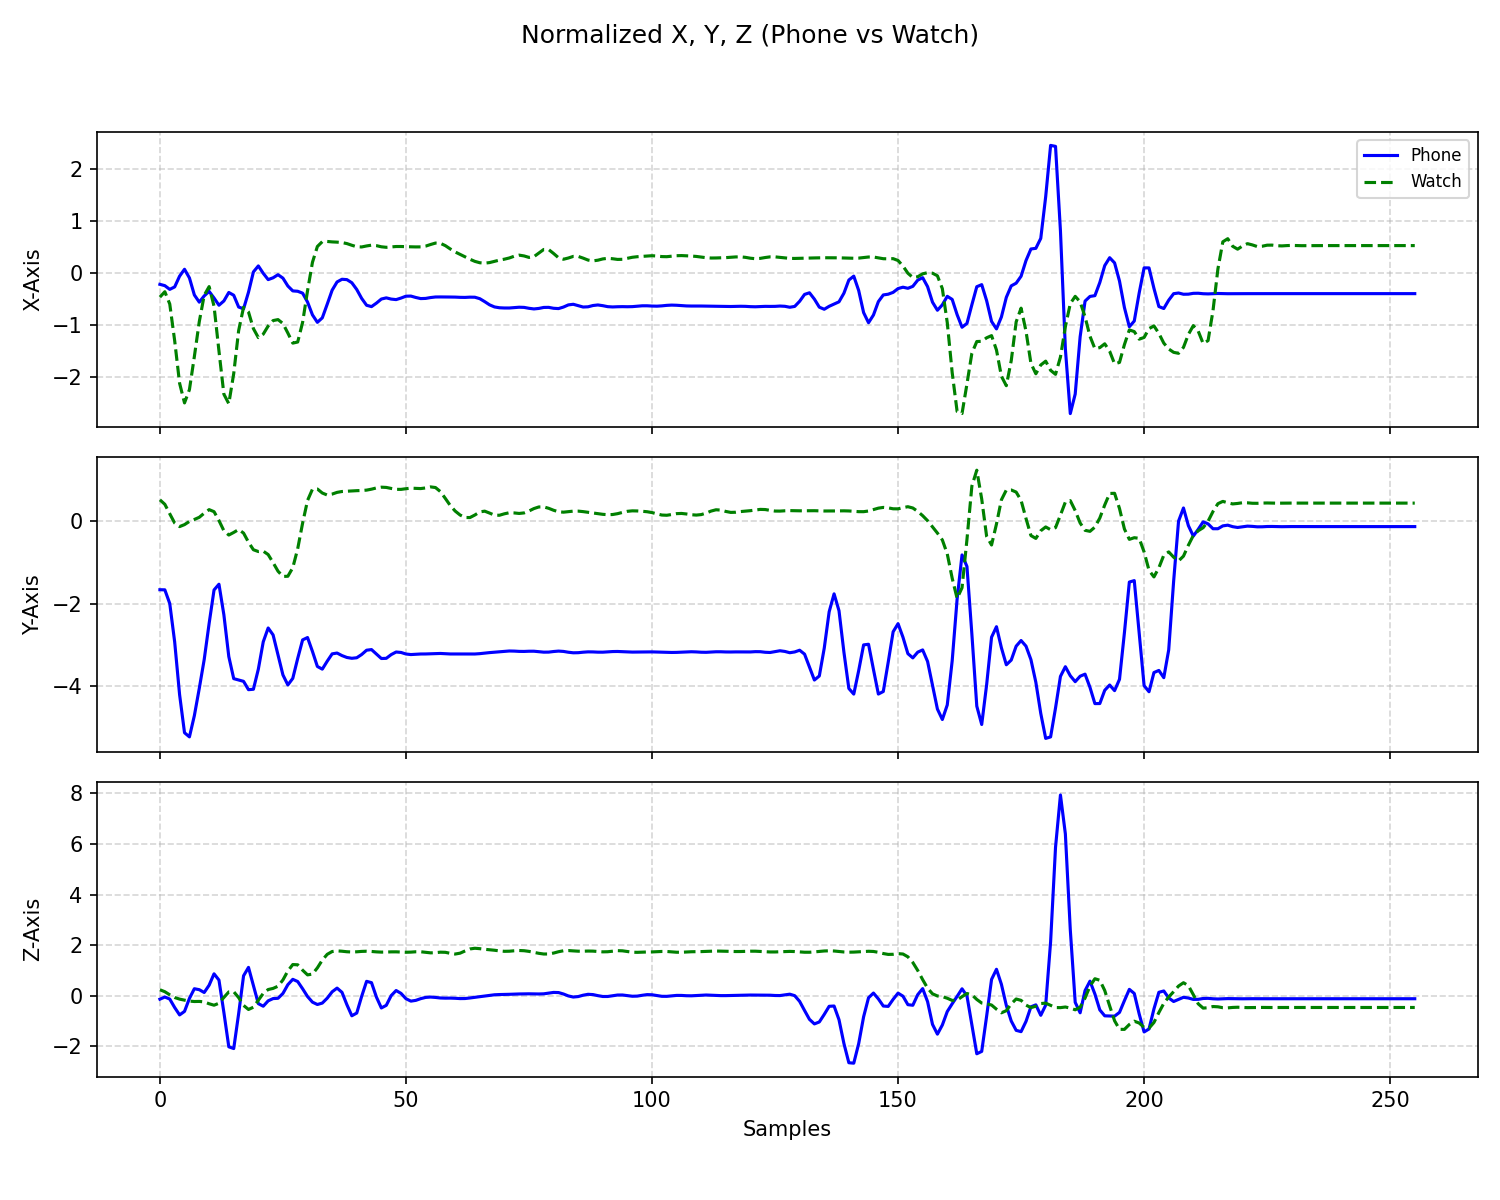 Normalized X, Y, Z (Phone vs Watch)
X-Axis
2
1
0
−1
−2
Phone
Watch
Y-Axis
0
−2
−4
Z-Axis
8
6
4
2
0
−2
0 50 100 150 200 250
Samples